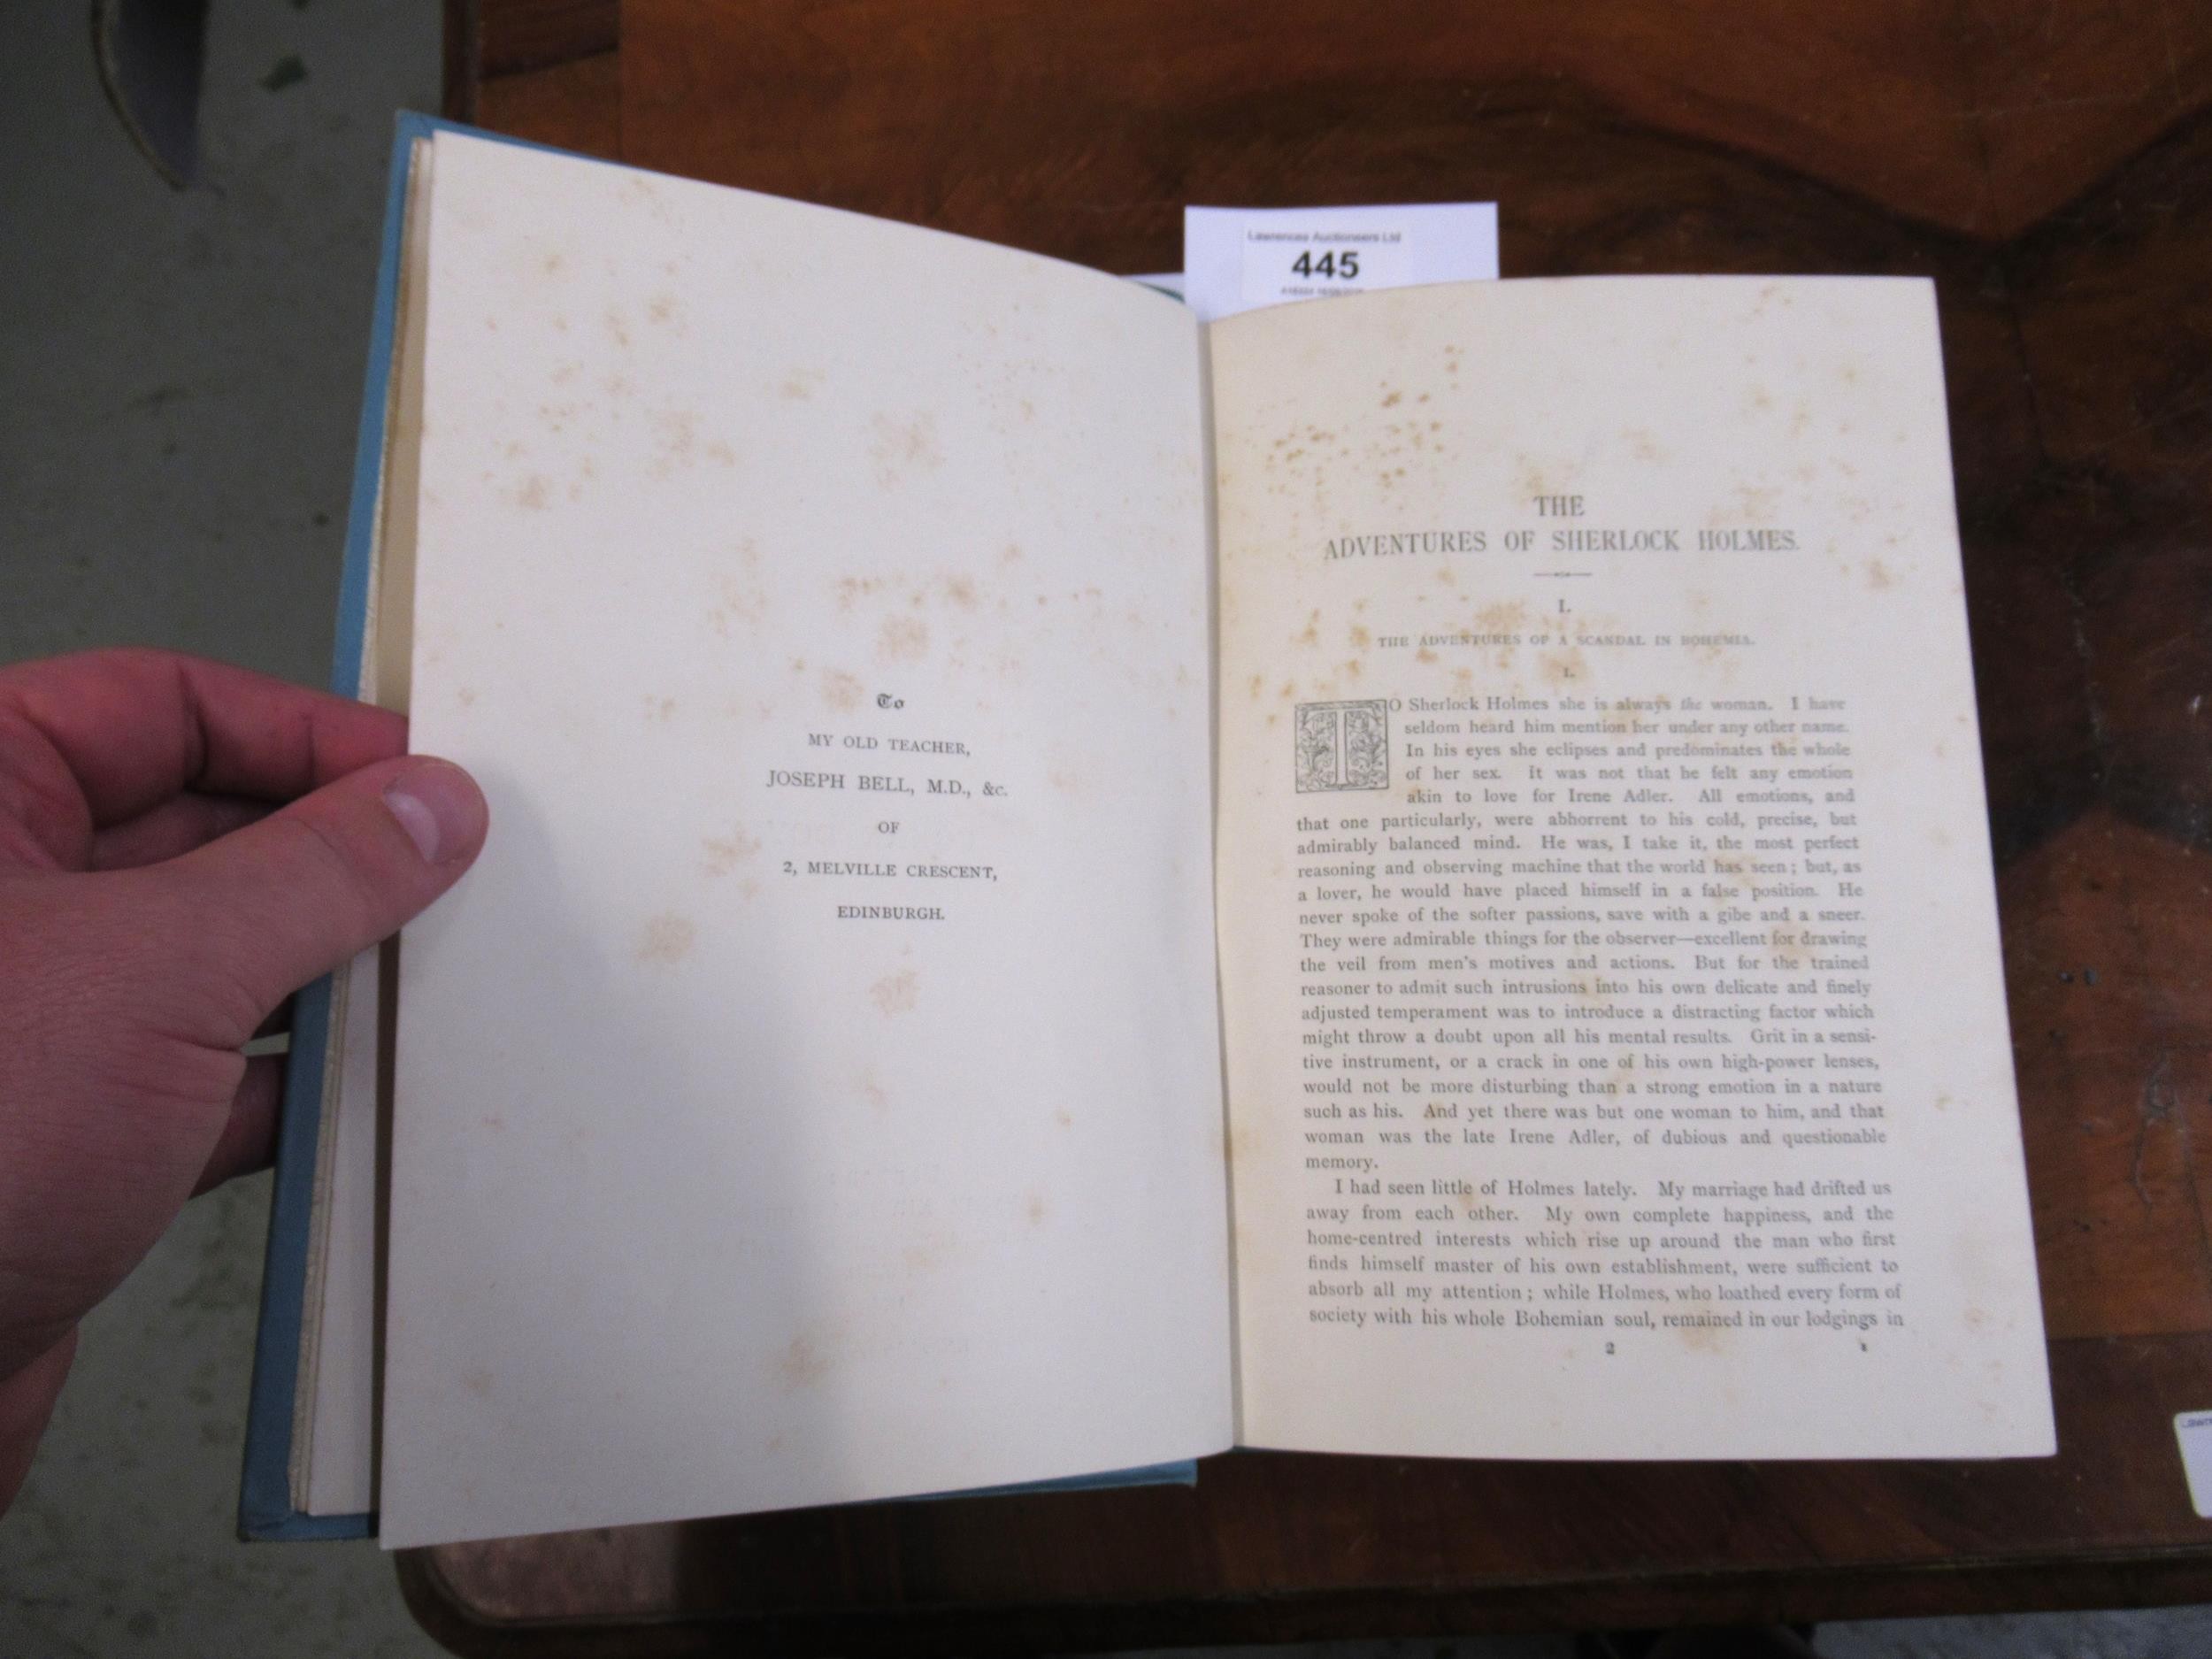 Lawrences Auctioneers Ltd
445
To
MY OLD TEACHER,
JOSEPH BELL, M.D., &c.
OF
2, MELVILLE CRESCENT,
EDINBURGH.
THE
ADVENTURES OF SHERLOCK HOLMES.
I.
THE ADVENTURES OF A SCANDAL IN BOHEMIA.
I.
TO Sherlock Holmes she is always the woman. I have
seldom heard him mention her under any other name.
In his eyes she eclipses and predominates the whole
of her sex. It was not that he felt any emotion
akin to love for Irene Adler. All emotions, and
that one particularly, were abhorrent to his cold, precise, but
admirably balanced mind. He was, I take it, the most perfect
reasoning and observing machine that the world has seen; but, as
a lover, he would have placed himself in a false position. He
never spoke of the softer passions, save with a gibe and a sneer.
They were admirable things for the observer—excellent for drawing
the veil from men's motives and actions. But for the trained
reasoner to admit such intrusions into his own delicate and finely
adjusted temperament was to introduce a distracting factor which
might throw a doubt upon all his mental results. Grit in a sensi-
tive instrument, or a crack in one of his own high-power lenses,
would not be more disturbing than a strong emotion in a nature
such as his. And yet there was but one woman to him, and that
woman was the late Irene Adler, of dubious and questionable
memory.
I had seen little of Holmes lately. My marriage had drifted us
away from each other. My own complete happiness, and the
home-centred interests which rise up around the man who first
finds himself master of his own establishment, were sufficient to
absorb all my attention; while Holmes, who loathed every form of
society with his whole Bohemian soul, remained in our lodgings in
2